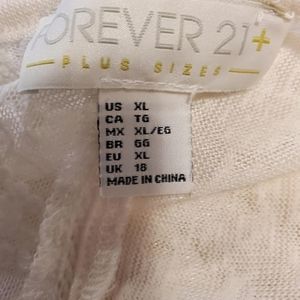 FOREVER 21+
PLUS SIZES
US XL
CA TG
MX XL/EG
BR GG
EU XL
UK 18
MADE IN CHINA